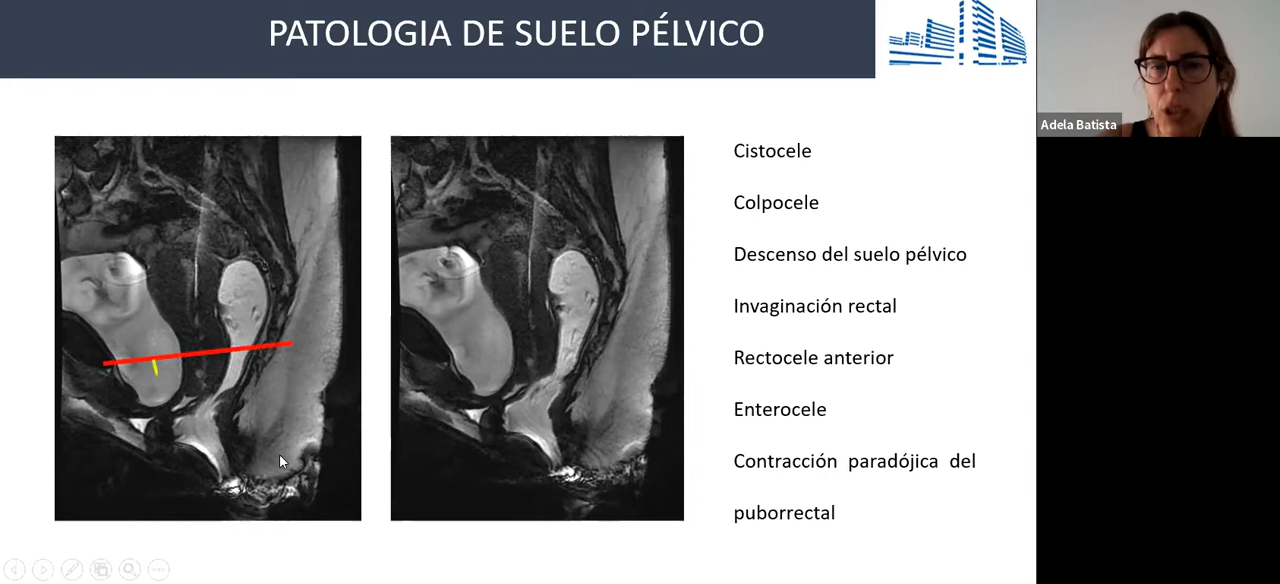 PATOLOGIA DE SUELO PÉLVICO
Adela Batista
Cistocele
Colpocele
Descenso del suelo pélvico
Invaginación rectal
Rectocele anterior
Enterocele
Contracción paradójica del
puborrectal